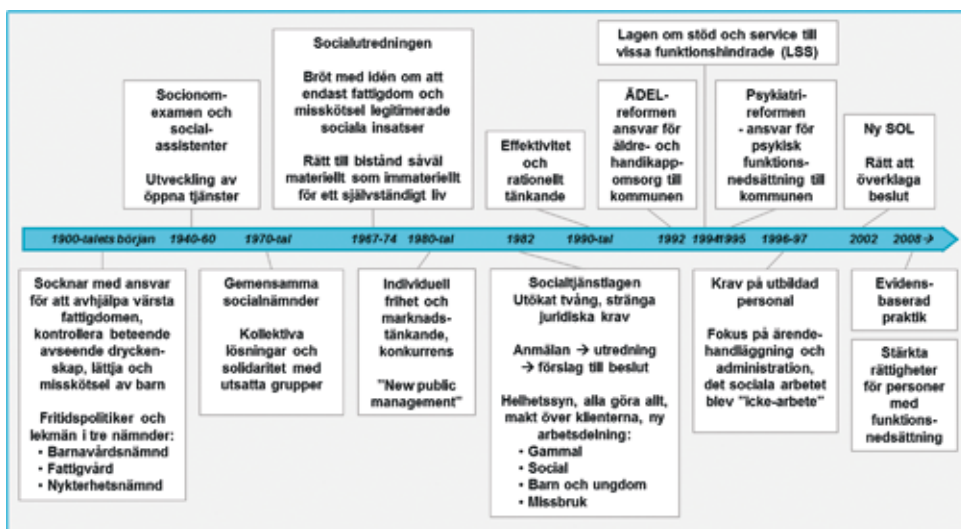 Lagen om stöd och service till
vissa funktionshindrade (LSS)
Socialutredningen
Bröt med idén om att
endast fattigdom och
misskötsel legitimerade
sociala insatser
Rätt till bistånd såväl
materiellt som immateriellt
för ett självständigt liv
Socionom-
examen och
social-
assistenter
Utveckling av
öppna tjänster
Effektivitet
och
rationellt
tänkande
ÄDEL-
reformen
ansvar för
äldre- och
handikapp-
omsorg till
kommunen
Psykiatri-
reformen
- ansvar för
psykisk
funktions-
nedsättning till
kommunen
Ny SOL
Rätt att
överklaga
beslut
1900-talets början 1940-60 1970-tal 1967-74 1980-tal 1982 1990-tal 1992 1994 1995 1996-97 2002 2008 →
Socknar med ansvar
för att avhjälpa värsta
fattigdomen,
kontrollera beteende
avseende drycken-
skap, lättja och
misskötsel av barn
Fritidspolitiker och
lekmän i tre nämnder:
• Barnavårdsnämnd
• Fattigvård
• Nykterhetsnämnd
Gemensamma
socialnämnder
Kollektiva
lösningar och
solidaritet med
utsatta grupper
Individuell
frihet och
marknads-
tänkande,
konkurrens
"New public
management"
Socialtjänstlagen
Utökat tvång, stränga
juridiska krav
Anmälan → utredning
→ förslag till beslut
Helhetssyn, alla göra allt,
makt över klienterna, ny
arbetsdelning:
• Gammal
• Social
• Barn och ungdom
• Missbruk
Krav på utbildad
personal
Fokus på ärende-
handläggning och
administration,
det sociala arbetet
blev "icke-arbete"
Evidens-
baserad
praktik
Stärkta
rättigheter
för personer
med
funktions-
nedsättning